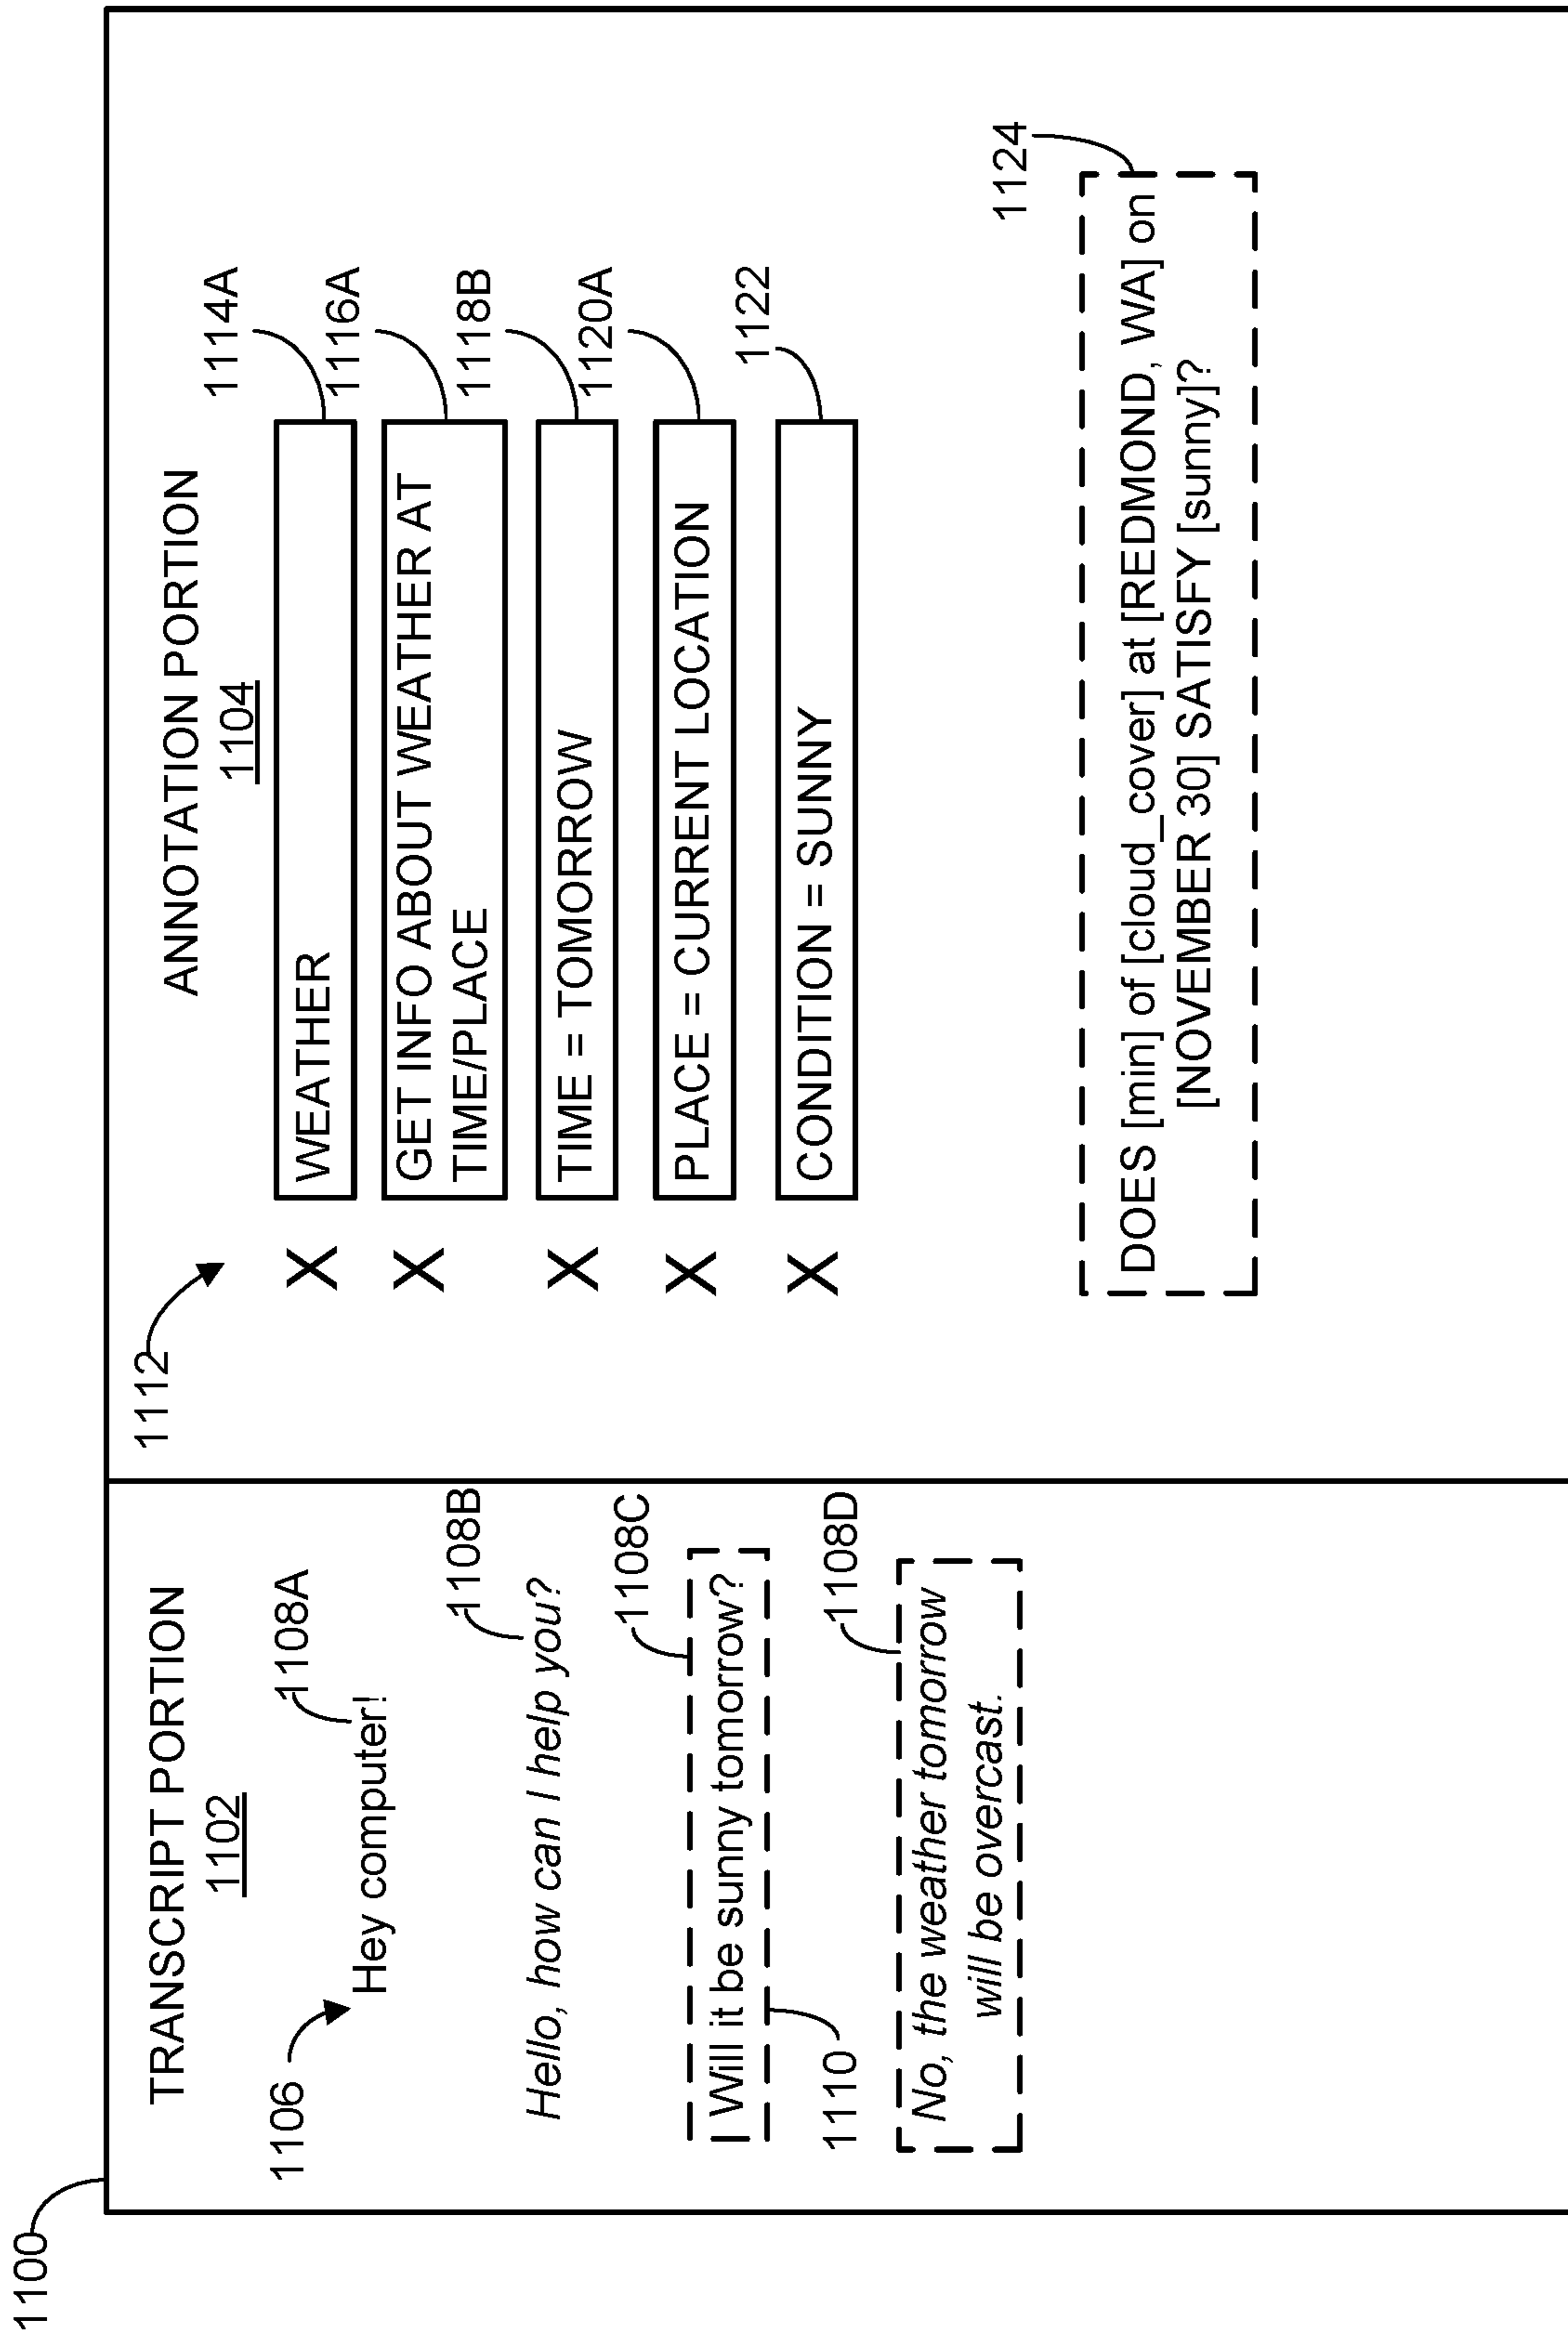 1100
TRANSCRIPT PORTION
1102
1106
1108A
Hey computer!
1108B
Hello, how can I help you?
1108C
Will it be sunny tomorrow?
1110
1108D
No, the weather tomorrow
will be overcast.
ANNOTATION PORTION
1104
1112
1114A
X WEATHER
1116A
X GET INFO ABOUT WEATHER AT
TIME/PLACE
1118B
X TIME = TOMORROW
1120A
X PLACE = CURRENT LOCATION
1122
X CONDITION = SUNNY
1124
DOES [min] of [cloud_cover] at [REDMOND, WA] on
[NOVEMBER 30] SATISFY [sunny]?